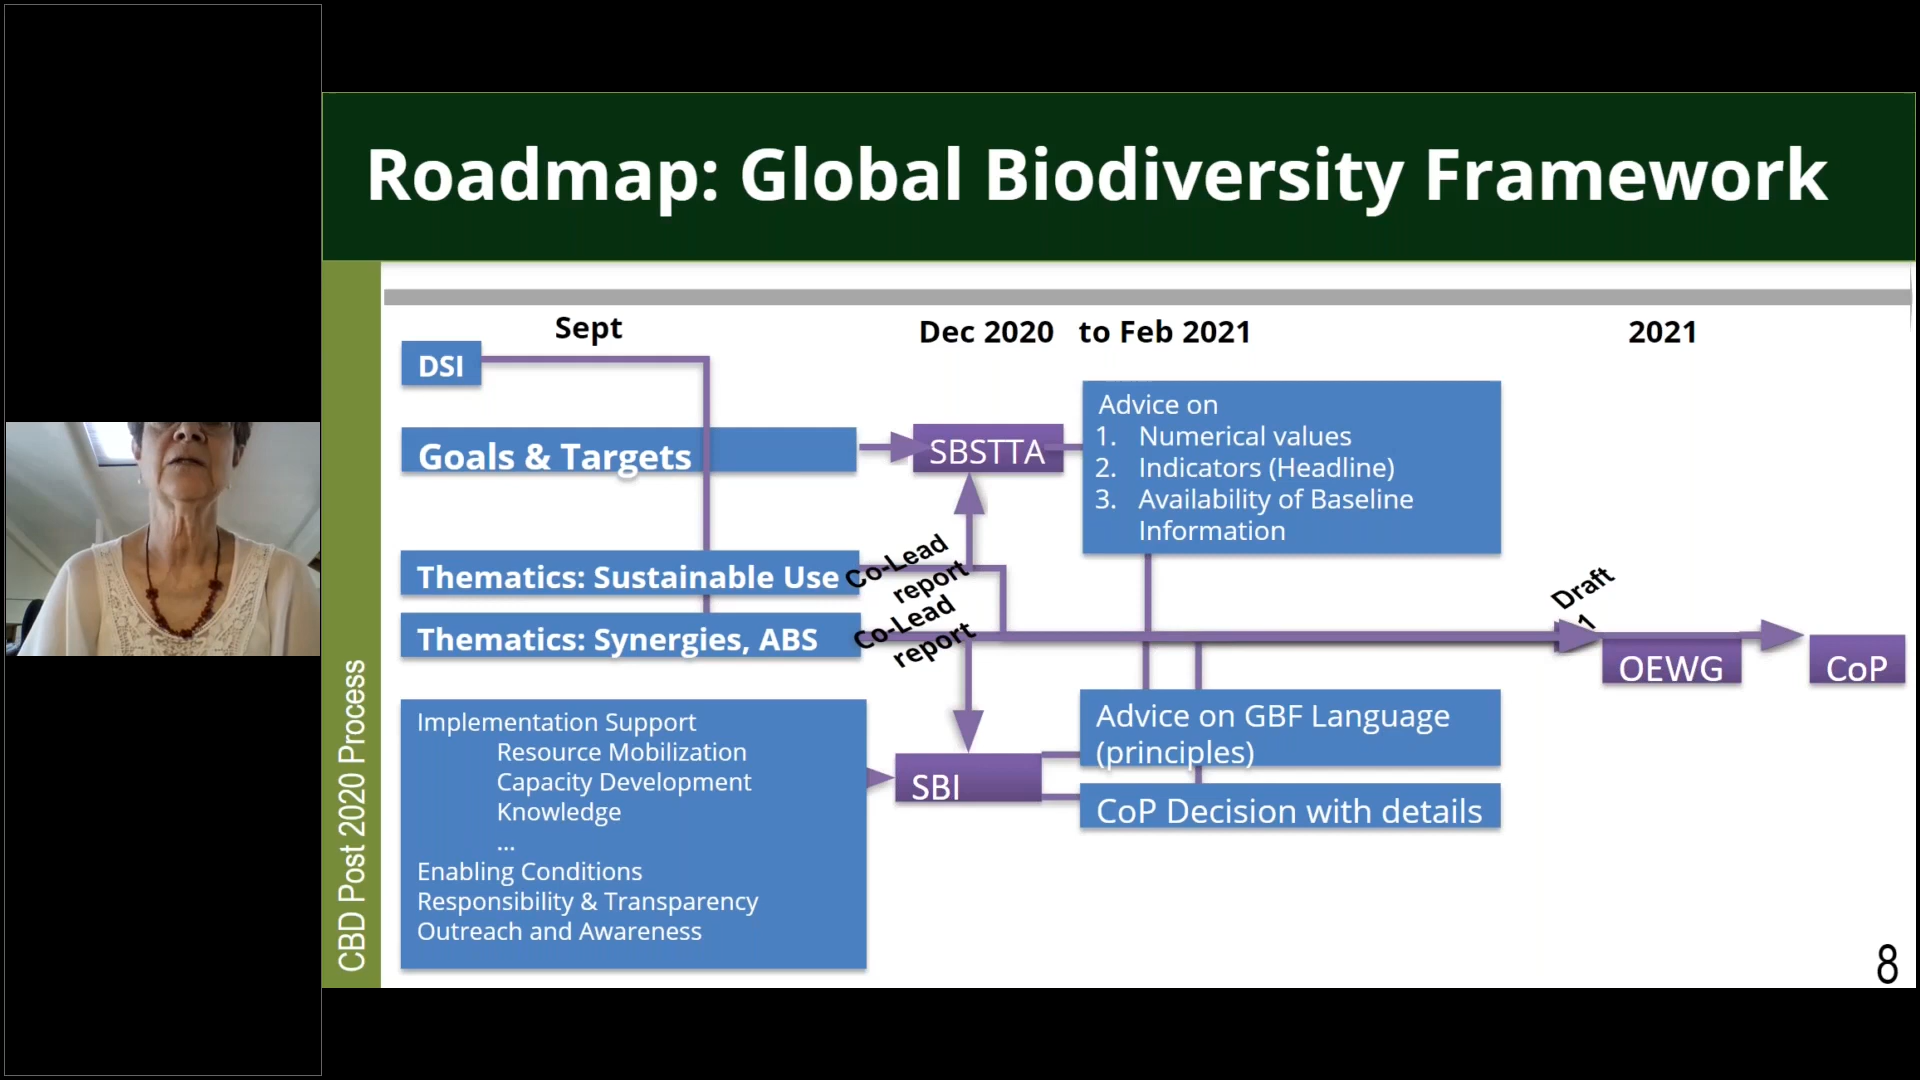 Roadmap: Global Biodiversity Framework
Sept
Dec 2020 to Feb 2021
2021
DSI
Goals & Targets
SBSTTA
Advice on
1. Numerical values
2. Indicators (Headline)
3. Availability of Baseline
Information
Thematics: Sustainable Use
Co-Lead
report
Thematics: Synergies, ABS
Co-Lead
report
Draft
1
OEWG
CoP
Implementation Support
Resource Mobilization
Capacity Development
Knowledge
...
Enabling Conditions
Responsibility & Transparency
Outreach and Awareness
SBI
Advice on GBF Language
(principles)
CoP Decision with details
CBD Post 2020 Process
8